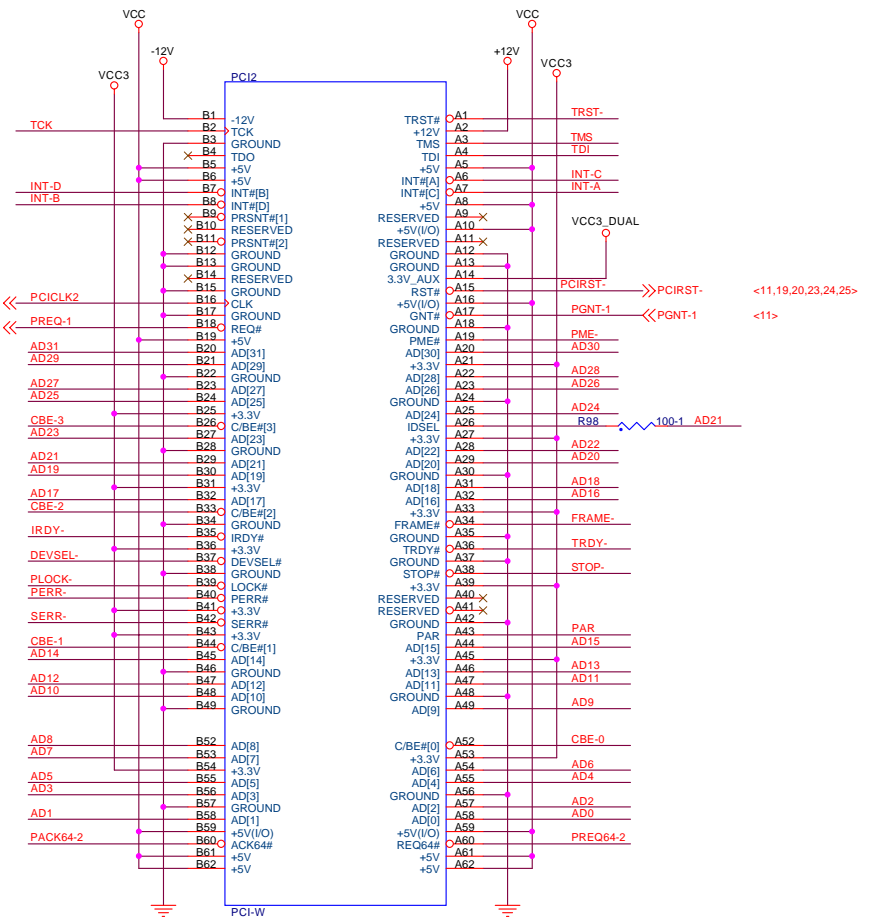 VCC VCC
-12V +12V
VCC3 VCC3
PCI2
B1 -12V TRST# A1 TRST-
TCK B2 TCK +12V A2
B3 GROUND TMS A3 TMS
B4 TDO TDI A4 TDI
B5 +5V +5V A5
B6 +5V INT#[A] A6 INT-C
INT-D B7 INT#[B] INT#[C] A7 INT-A
INT-B B8 INT#[D] +5V A8
B9 PRSNT#[1] RESERVED A9
B10 RESERVED +5V(I/O) A10
VCC3_DUAL
B11 PRSNT#[2] RESERVED A11
B12 GROUND GROUND A12
B13 GROUND GROUND A13
B14 RESERVED 3.3V_AUX A14
B15 GROUND RST# A15 PCIRST- PCIRST- <11,19,20,23,24,25>
PCICLK2 B16 CLK +5V(I/O) A16
B17 GROUND GNT# A17 PGNT-1 PGNT-1 <11>
PREQ-1 B18 REQ# GROUND A18
B19 +5V PME# A19 PME-
AD31 B20 AD[31] AD[30] A20 AD30
AD29 B21 AD[29] +3.3V A21
B22 GROUND AD[28] A22 AD28
AD27 B23 AD[27] AD[26] A23 AD26
AD25 B24 AD[25] GROUND A24
B25 +3.3V AD[24] A25 AD24
CBE-3 B26 C/BE#[3] IDSEL A26 R98 100-1 AD21
AD23 B27 AD[23] +3.3V A27
B28 GROUND AD[22] A28 AD22
AD21 B29 AD[21] AD[20] A29 AD20
AD19 B30 AD[19] GROUND A30
B31 +3.3V AD[18] A31 AD18
AD17 B32 AD[17] AD[16] A32 AD16
CBE-2 B33 C/BE#[2] +3.3V A33
B34 GROUND FRAME# A34 FRAME-
IRDY- B35 IRDY# GROUND A35
B36 +3.3V TRDY# A36 TRDY-
DEVSEL- B37 DEVSEL# GROUND A37
B38 GROUND STOP# A38 STOP-
PLOCK- B39 LOCK# +3.3V A39
PERR- B40 PERR# RESERVED A40
B41 +3.3V RESERVED A41
SERR- B42 SERR# GROUND A42
B43 +3.3V PAR A43 PAR
CBE-1 B44 C/BE#[1] AD[15] A44 AD15
AD14 B45 AD[14] +3.3V A45
B46 GROUND AD[13] A46 AD13
AD12 B47 AD[12] AD[11] A47 AD11
AD10 B48 AD[10] GROUND A48
B49 GROUND AD[9] A49 AD9
AD8 B52 AD[8] C/BE#[0] A52 CBE-0
AD7 B53 AD[7] +3.3V A53
B54 +3.3V AD[6] A54 AD6
AD5 B55 AD[5] AD[4] A55 AD4
AD3 B56 AD[3] GROUND A56
B57 GROUND AD[2] A57 AD2
AD1 B58 AD[1] AD[0] A58 AD0
B59 +5V(I/O) +5V(I/O) A59
PACK64-2 B60 ACK64# REQ64# A60 PREQ64-2
B61 +5V +5V A61
B62 +5V +5V A62
PCI-W